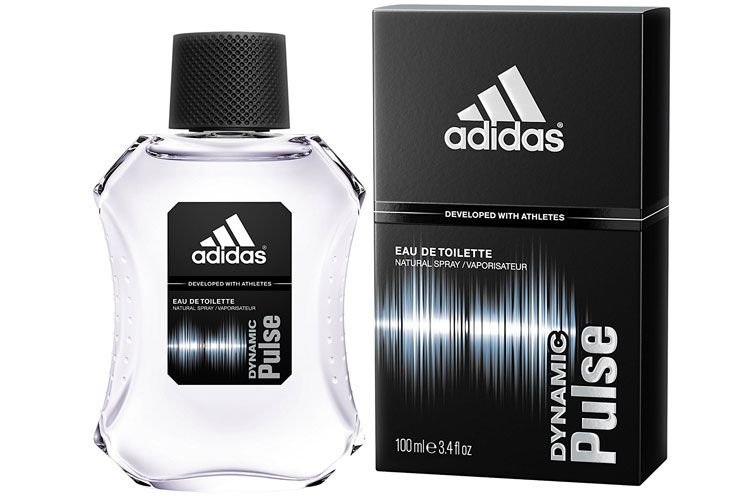 adidas®
DEVELOPED WITH ATHLETES
EAU DE TOILETTE
NATURAL SPRAY / VAPORISATEUR
DYNAMIC
Pulse
adidas®
DEVELOPED WITH ATHLETES
EAU DE TOILETTE
NATURAL SPRAY / VAPORISATEUR
DYNAMIC
Pulse
100 ml e 3.4 fl oz